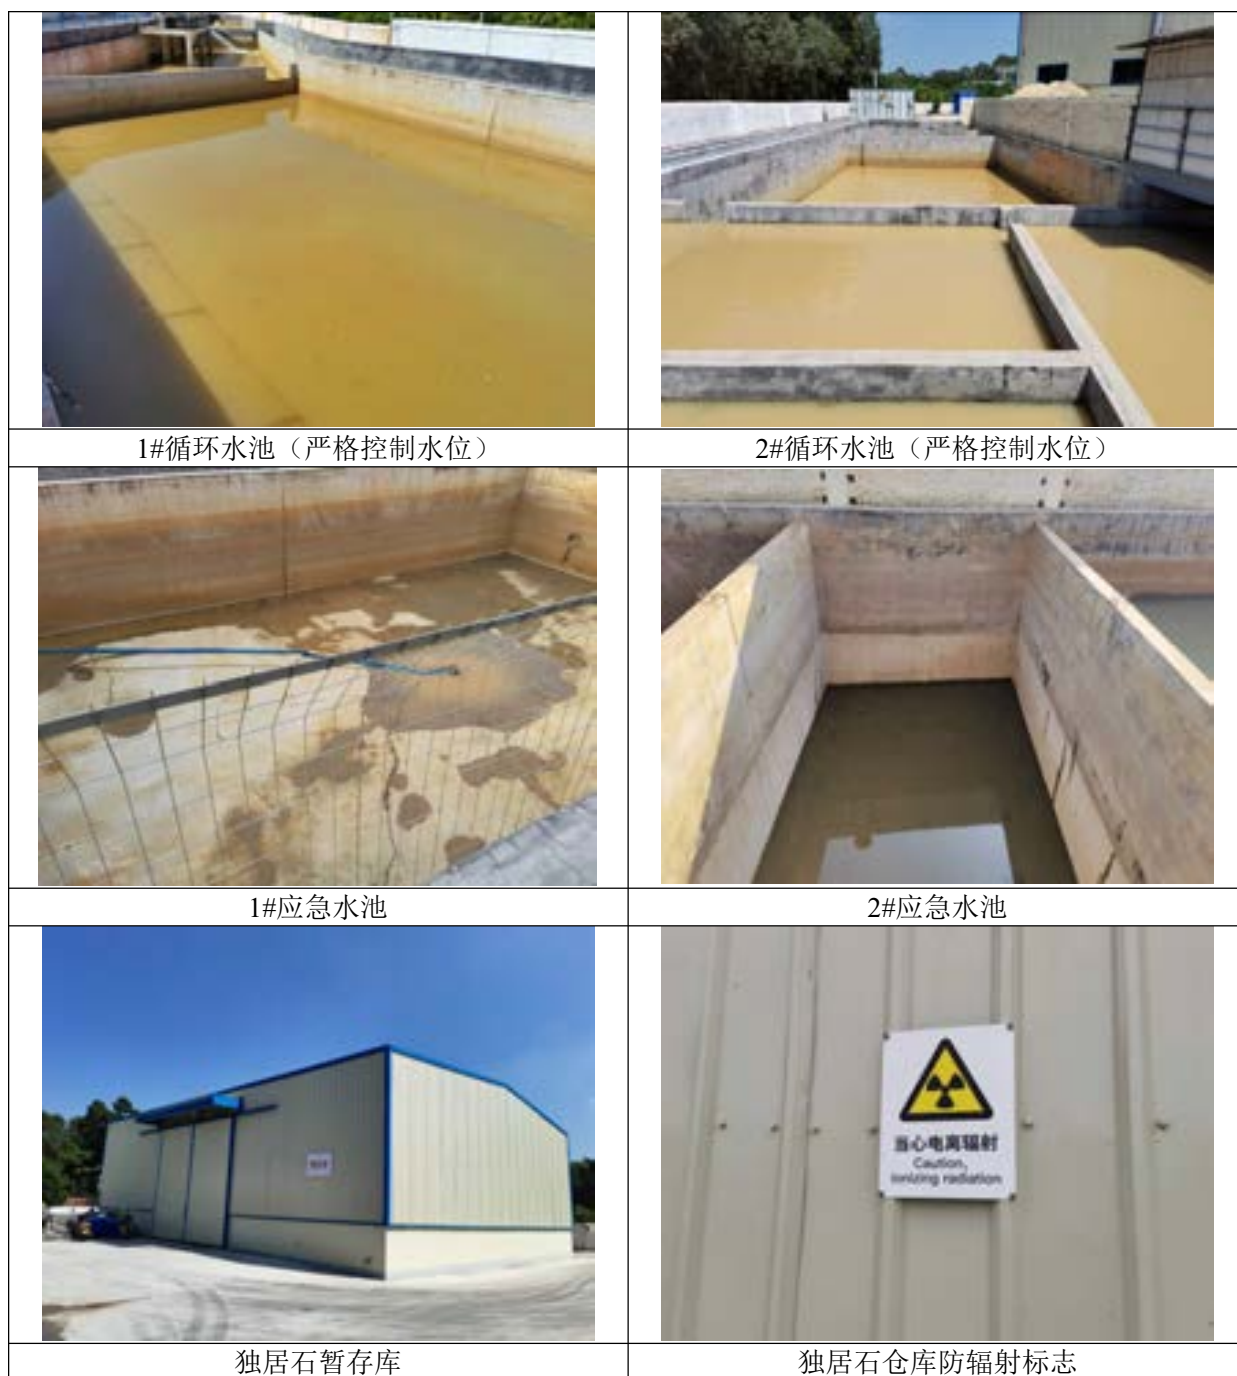 1#循环水池（严格控制水位）
2#循环水池（严格控制水位）
1#应急水池
2#应急水池
当心电离辐射
Caution,
ionizing radiation
独居石暂存库
独居石仓库防辐射标志